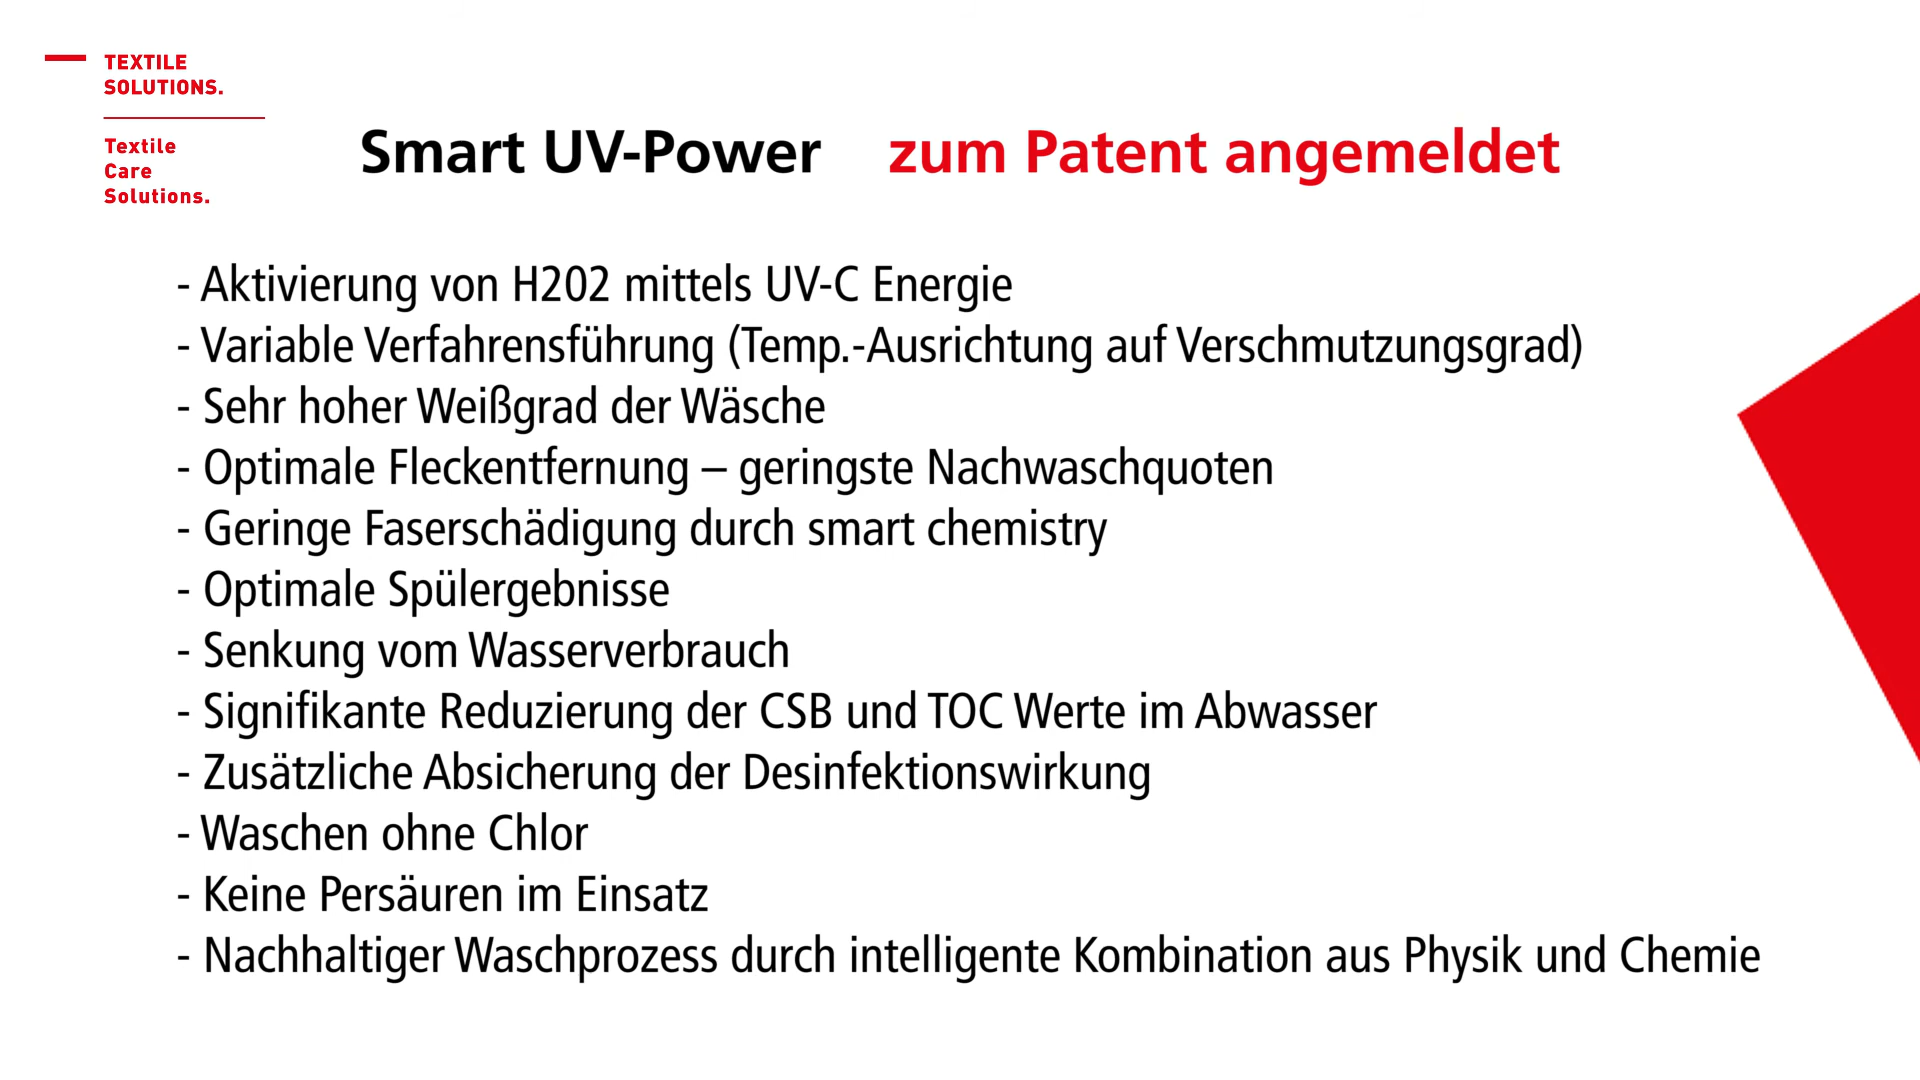 TEXTILE
SOLUTIONS.
Textile
Care
Solutions.
Smart UV-Power zum Patent angemeldet
- Aktivierung von H202 mittels UV-C Energie
- Variable Verfahrensführung (Temp.-Ausrichtung auf Verschmutzungsgrad)
- Sehr hoher Weißgrad der Wäsche
- Optimale Fleckentfernung – geringste Nachwaschquoten
- Geringe Faserschädigung durch smart chemistry
- Optimale Spülergebnisse
- Senkung vom Wasserverbrauch
- Signifikante Reduzierung der CSB und TOC Werte im Abwasser
- Zusätzliche Absicherung der Desinfektionswirkung
- Waschen ohne Chlor
- Keine Persäuren im Einsatz
- Nachhaltiger Waschprozess durch intelligente Kombination aus Physik und Chemie